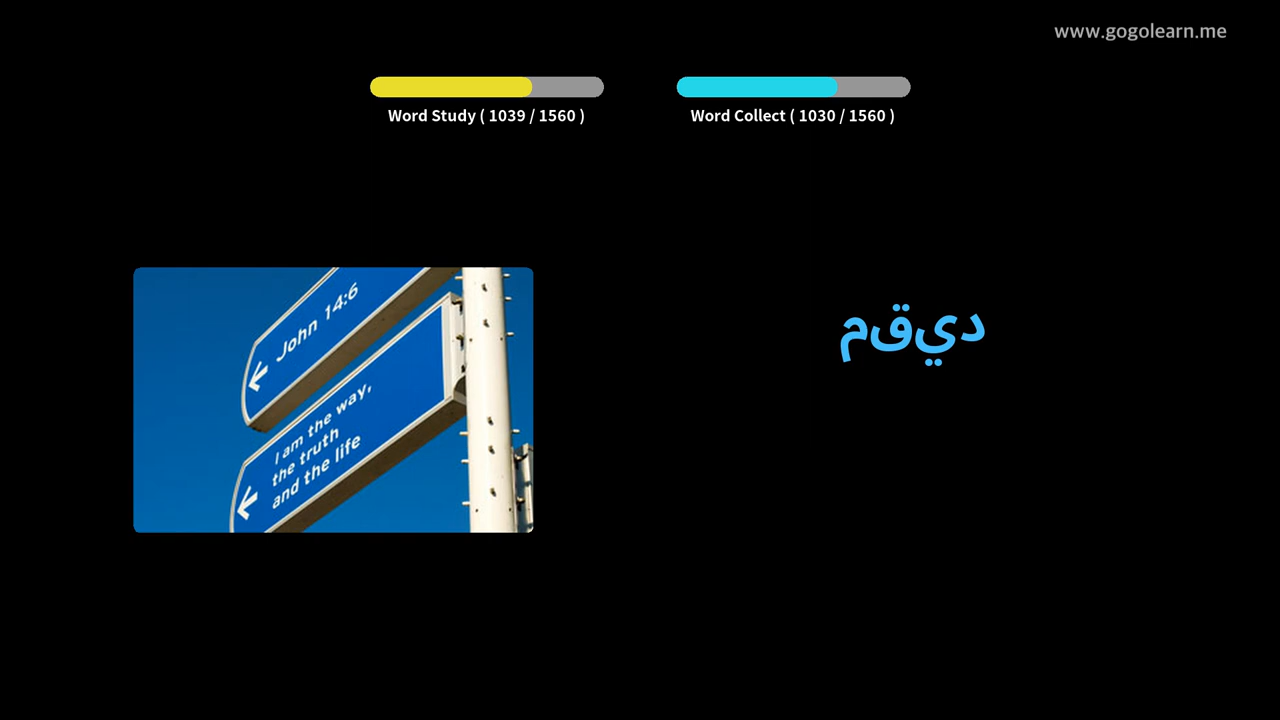 www.gogolearn.me
Word Study ( 1039 / 1560 )
Word Collect ( 1030 / 1560 )
John 14:6
I am the way,
the truth
and the life
ديقم